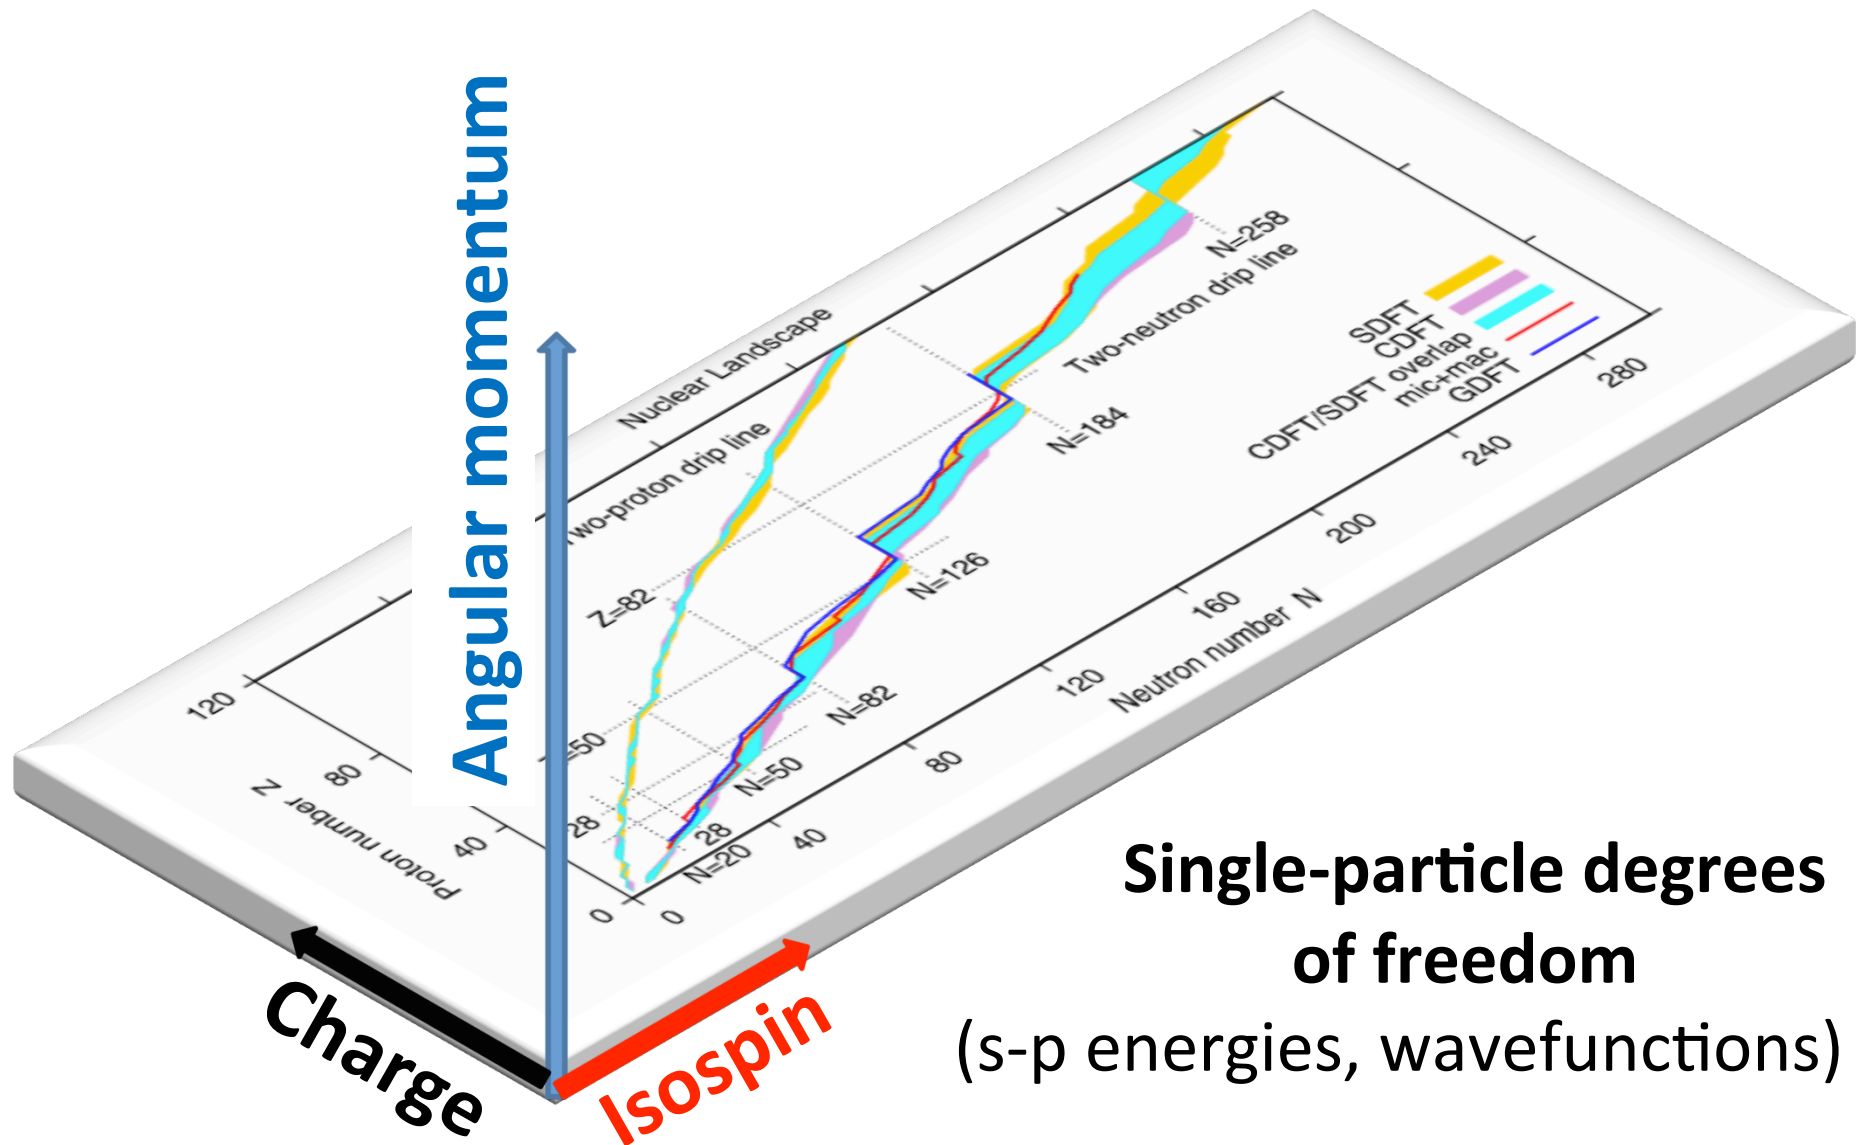 Angular momentum
Nuclear Landscape
Two-proton drip line
Two-neutron drip line
N=258
N=184
N=126
N=82
N=50
28
N=20
Z=82
=50
28
SDFT
CDFT
CDFT/SDFT overlap
mic+mac
GDFT
120
80
40
0
Proton number Z
0
40
80
120
160
200
240
280
Neutron number N
Charge
Isospin
Single-particle degrees
of freedom
(s-p energies, wavefunctions)